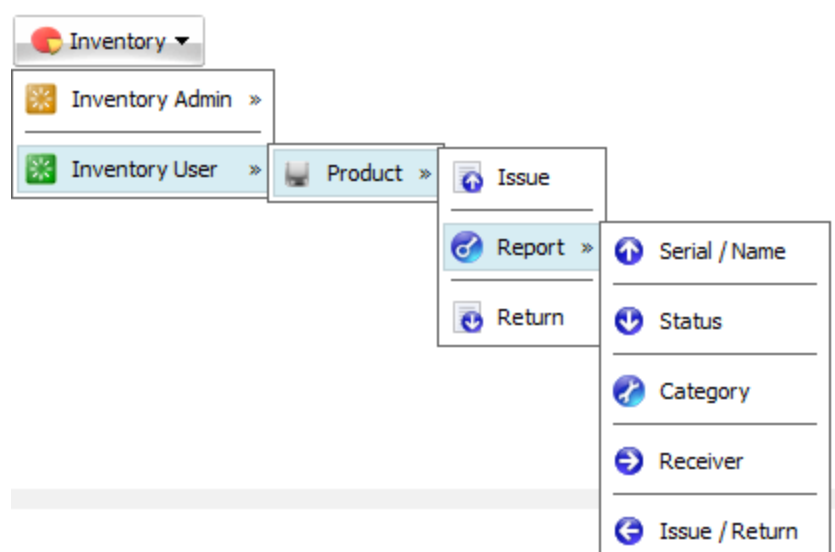 Inventory
Inventory Admin »
Inventory User »
Product »
Issue
Report »
Return
Serial / Name
Status
Category
Receiver
Issue / Return